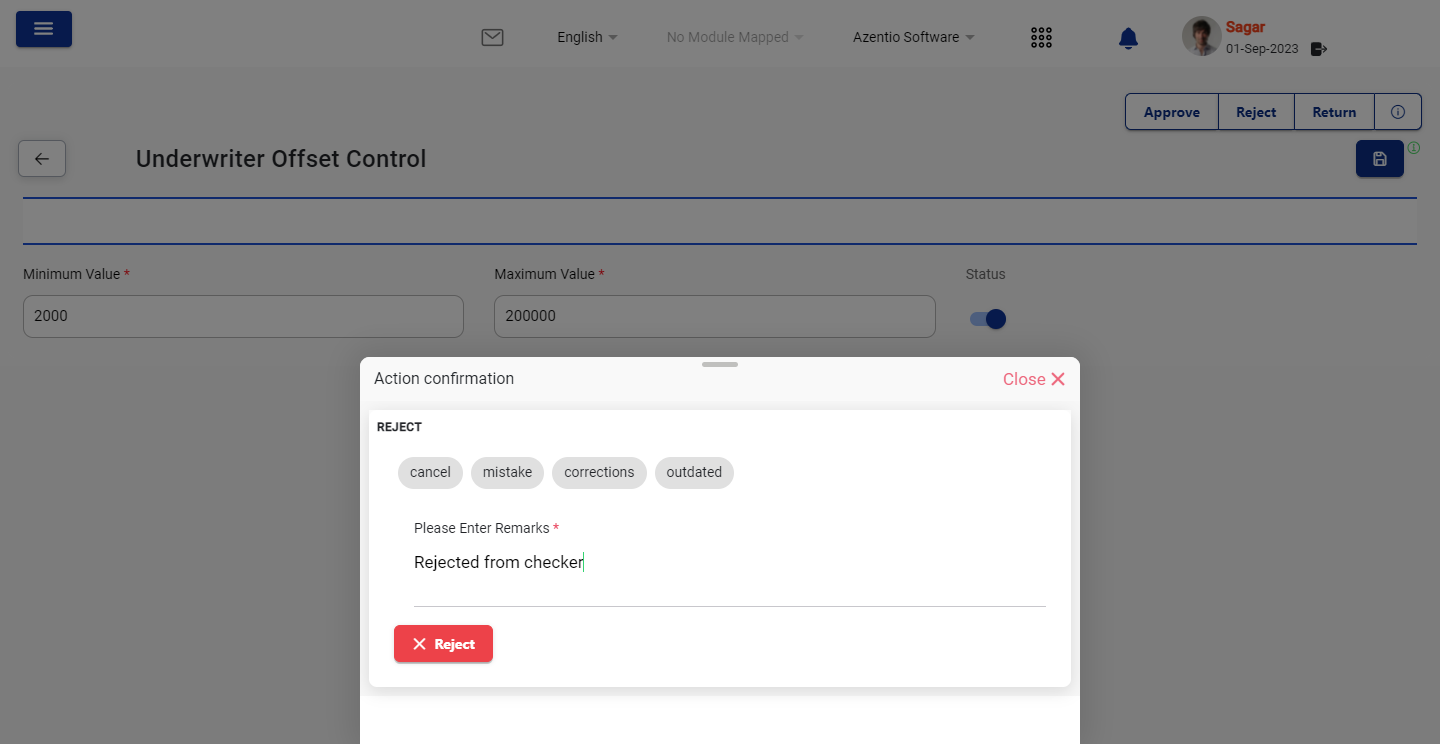 English
No Module Mapped
Azentio Software
Sagar
01-Sep-2023
Approve
Reject
Return
Underwriter Offset Control
Minimum Value *
Maximum Value *
Status
2000
200000
Action confirmation
Close
REJECT
cancel
mistake
corrections
outdated
Please Enter Remarks *
Rejected from checker
Reject